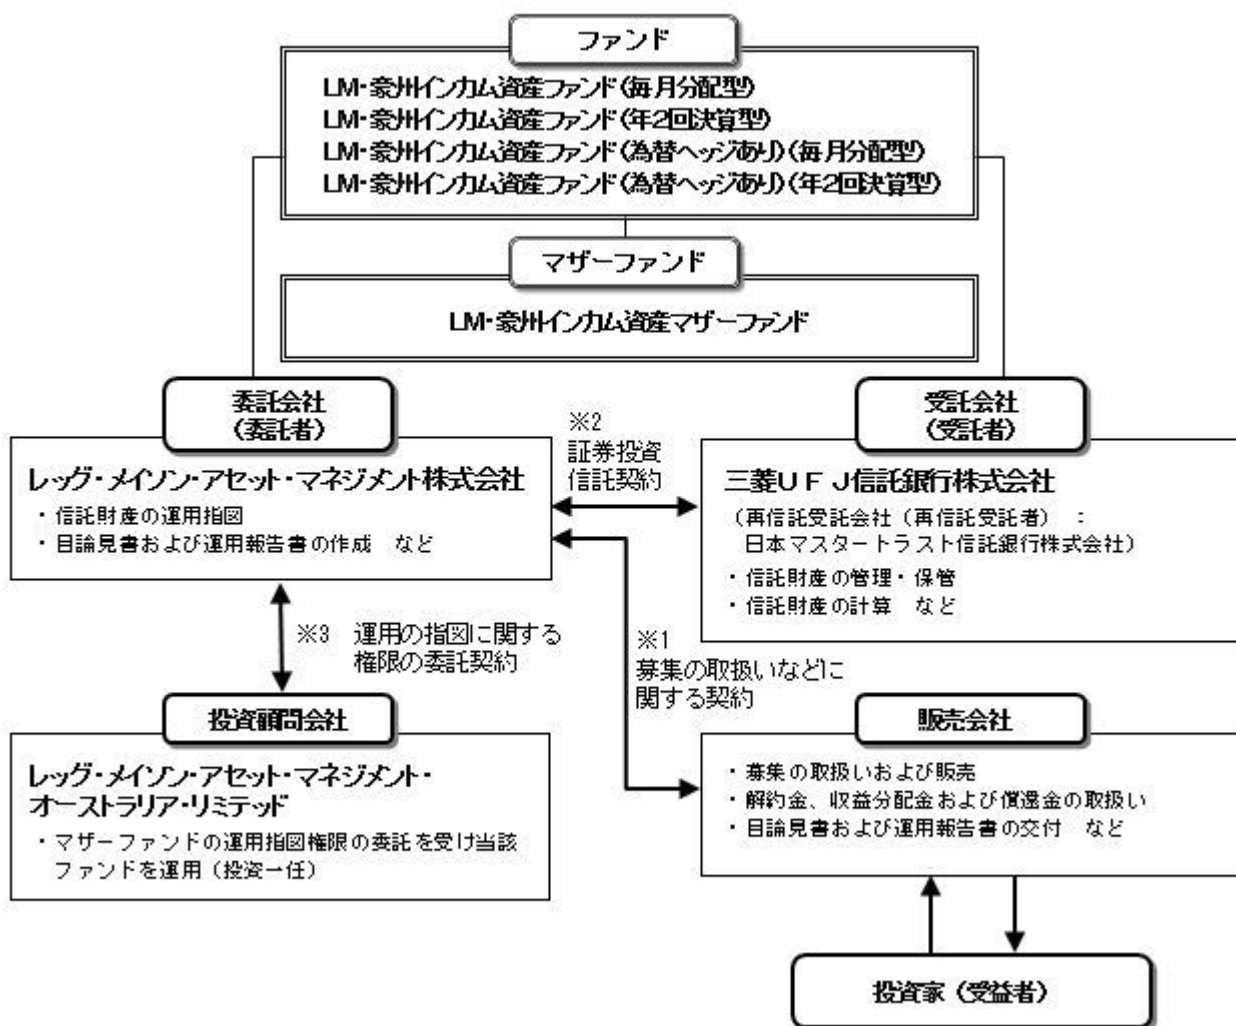 ファンド
LM・豪州インカム資産ファンド(毎月分配型)
LM・豪州インカム資産ファンド(年2回決算型)
LM・豪州インカム資産ファンド(為替ヘッジあり)(毎月分配型)
LM・豪州インカム資産ファンド(為替ヘッジあり)(年2回決算型)
マザーファンド
LM・豪州インカム資産マザーファンド
委託会社
(委託者)
レッグ・メイソン・アセット・マネジメント株式会社
・信託財産の運用指図
・目論見書および運用報告書の作成 など
※2
証券投資
信託契約
受託会社
(受託者)
三菱UFJ信託銀行株式会社
(再信託受託会社(再信託受託者) :
日本マスタートラスト信託銀行株式会社)
・信託財産の管理・保管
・信託財産の計算 など
※3 運用の指図に関する
権限の委託契約
※1
募集の取扱いなどに
関する契約
投資顧問会社
レッグ・メイソン・アセット・マネジメント・
オーストラリア・リミテッド
・マザーファンドの運用指図権限の委託を受け当該
ファンドを運用(投資一任)
販売会社
・募集の取扱いおよび販売
・解約金、収益分配金および償還金の取扱い
・目論見書および運用報告書の交付 など
投資家(受益者)